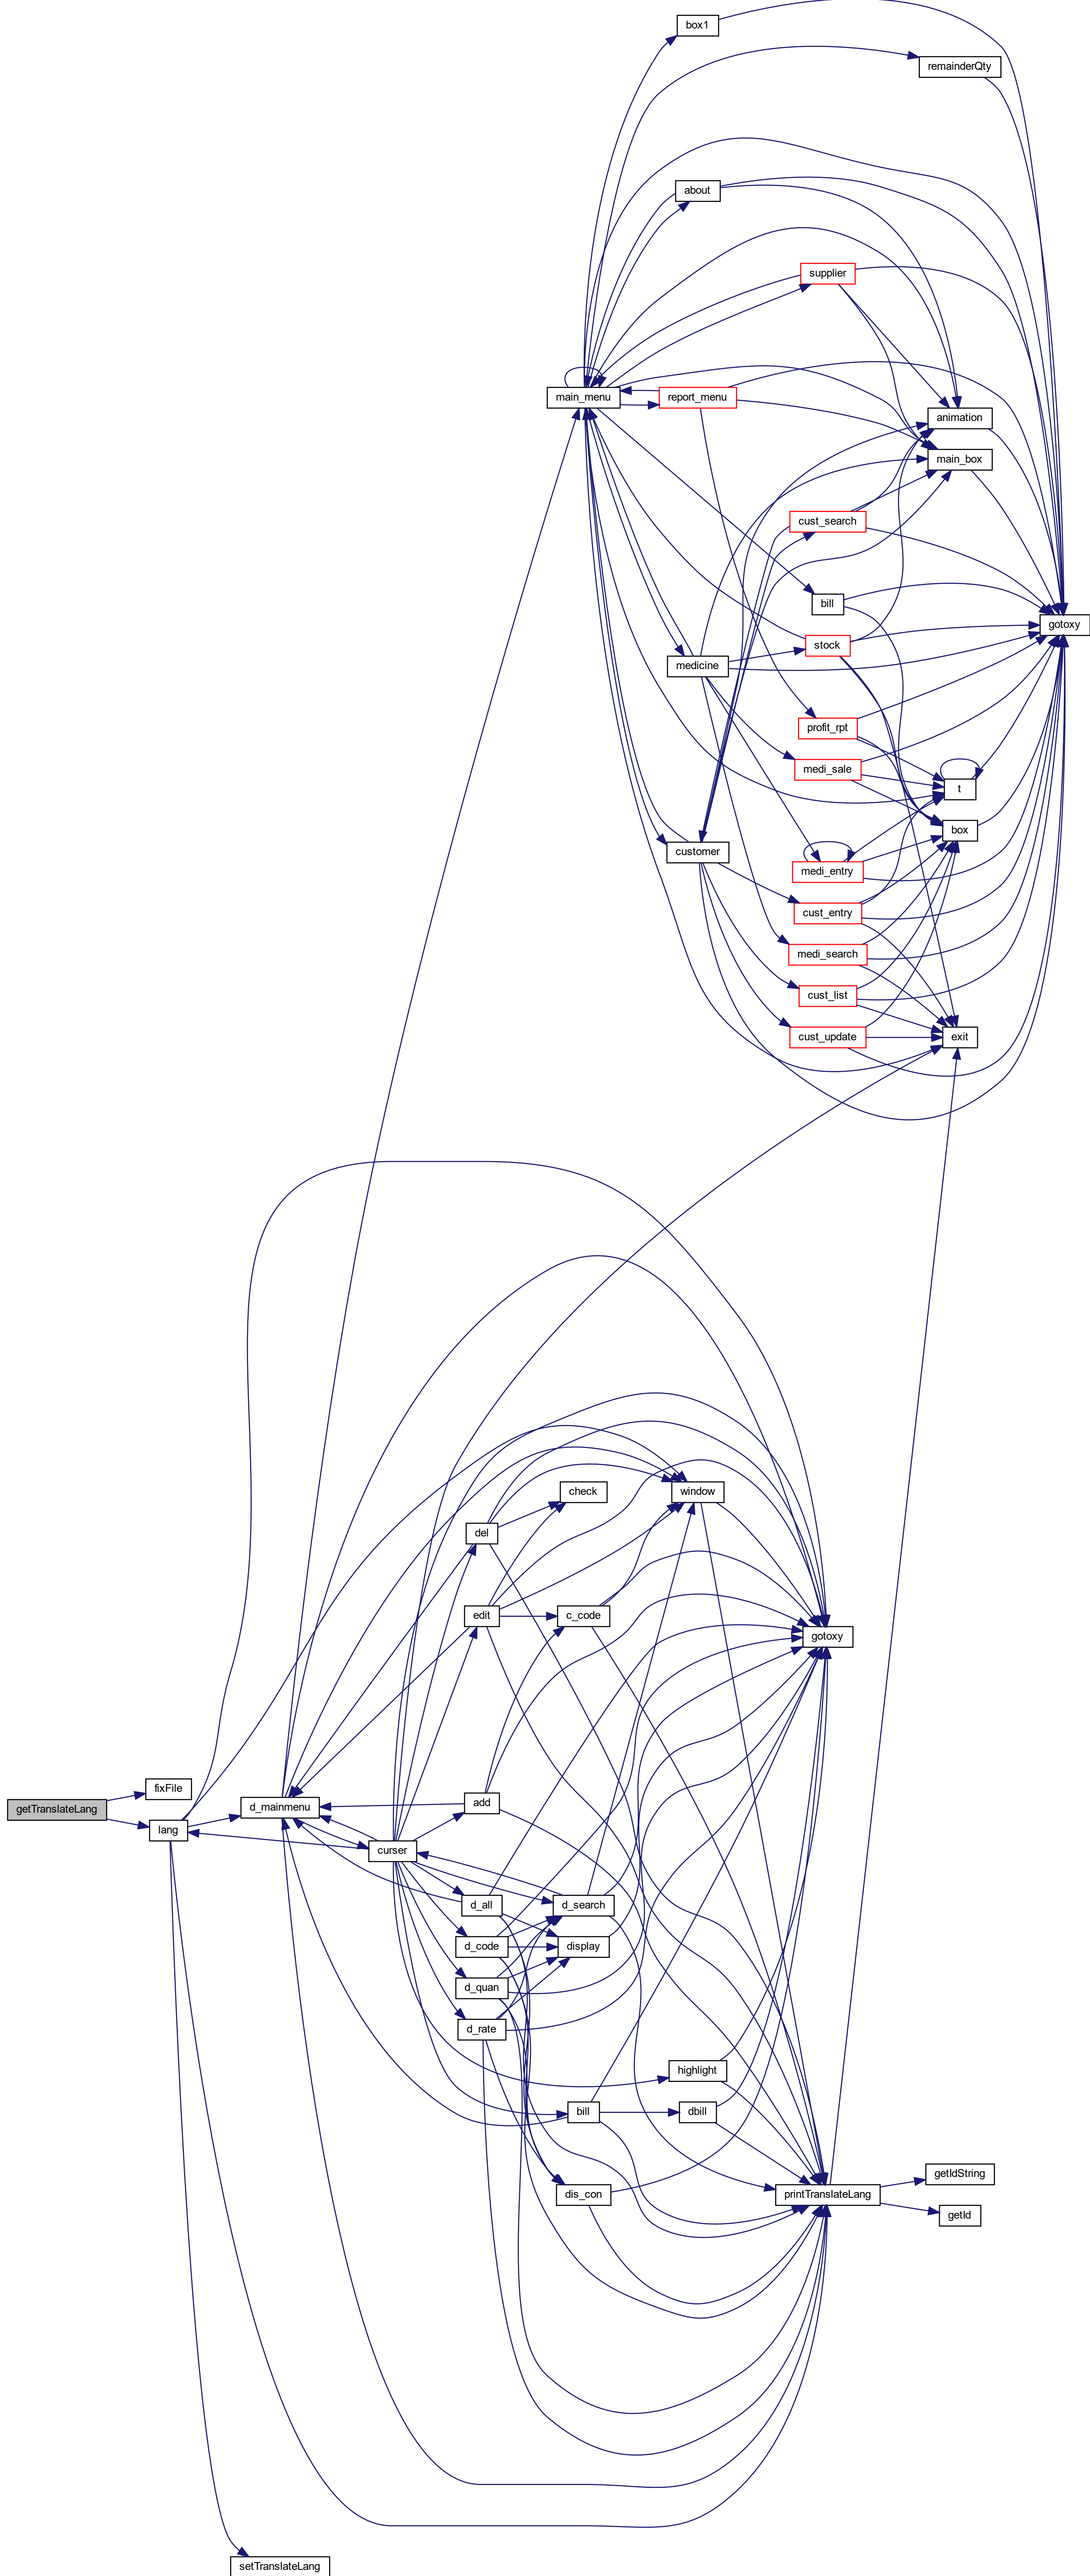 box1
remainderQty
about
supplier
main_menu
report_menu
animation
main_box
cust_search
bill
gotoxy
stock
medicine
profit_rpt
medi_sale
t
box
customer
medi_entry
cust_entry
medi_search
cust_list
cust_update
exit
check
window
del
edit
c_code
gotoxy
fixFile
getTranslateLang
d_mainmenu
add
lang
curser
d_all
d_search
d_code
display
d_quan
d_rate
highlight
bill
dbill
getIdString
dis_con
printTranslateLang
getId
setTranslateLang